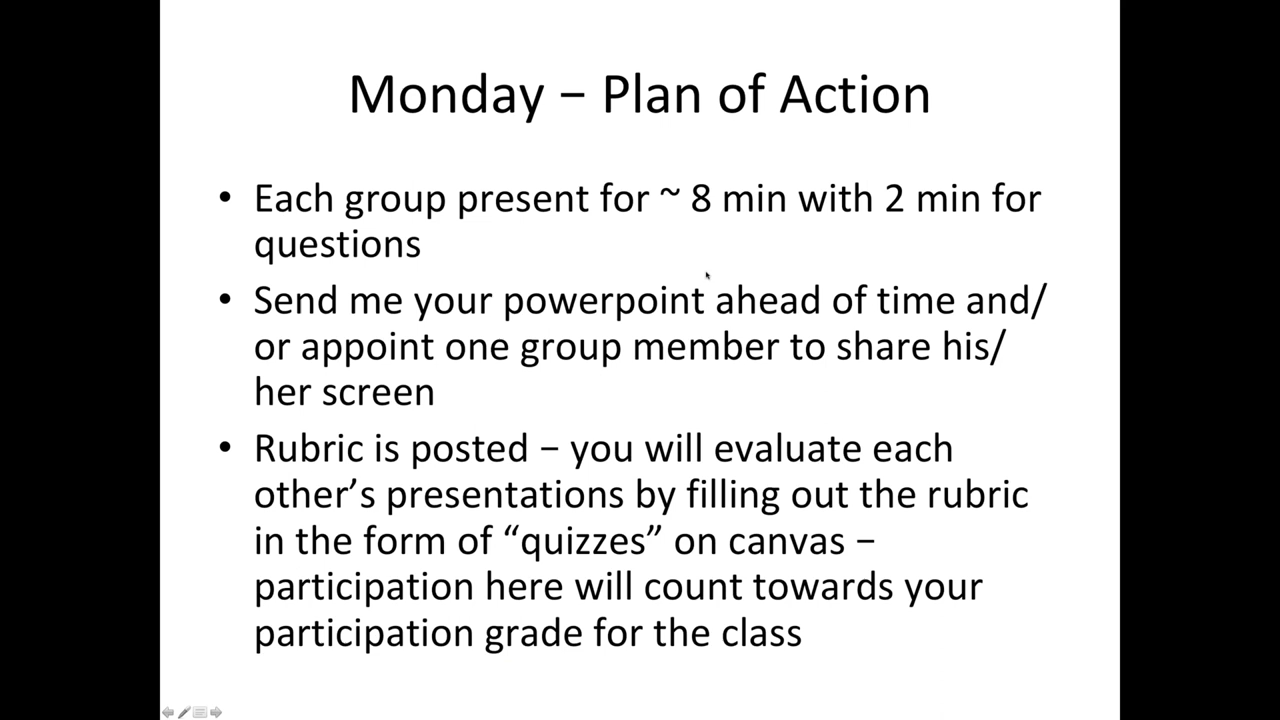 Monday – Plan of Action
• Each group present for ~ 8 min with 2 min for
questions
• Send me your powerpoint ahead of time and/
or appoint one group member to share his/
her screen
• Rubric is posted – you will evaluate each
other’s presentations by filling out the rubric
in the form of “quizzes” on canvas –
participation here will count towards your
participation grade for the class